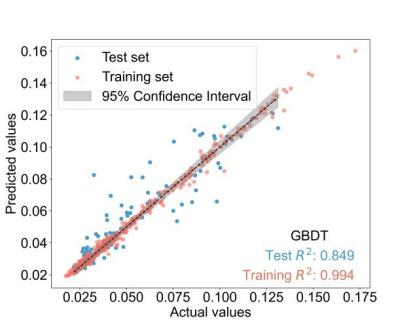 0.16
0.14
0.12
0.10
0.08
0.06
0.04
0.02
Predicted values
Test set
Training set
95% Confidence Interval
GBDT
Test R²: 0.849
Training R²: 0.994
0.025 0.050 0.075 0.100 0.125 0.150 0.175
Actual values